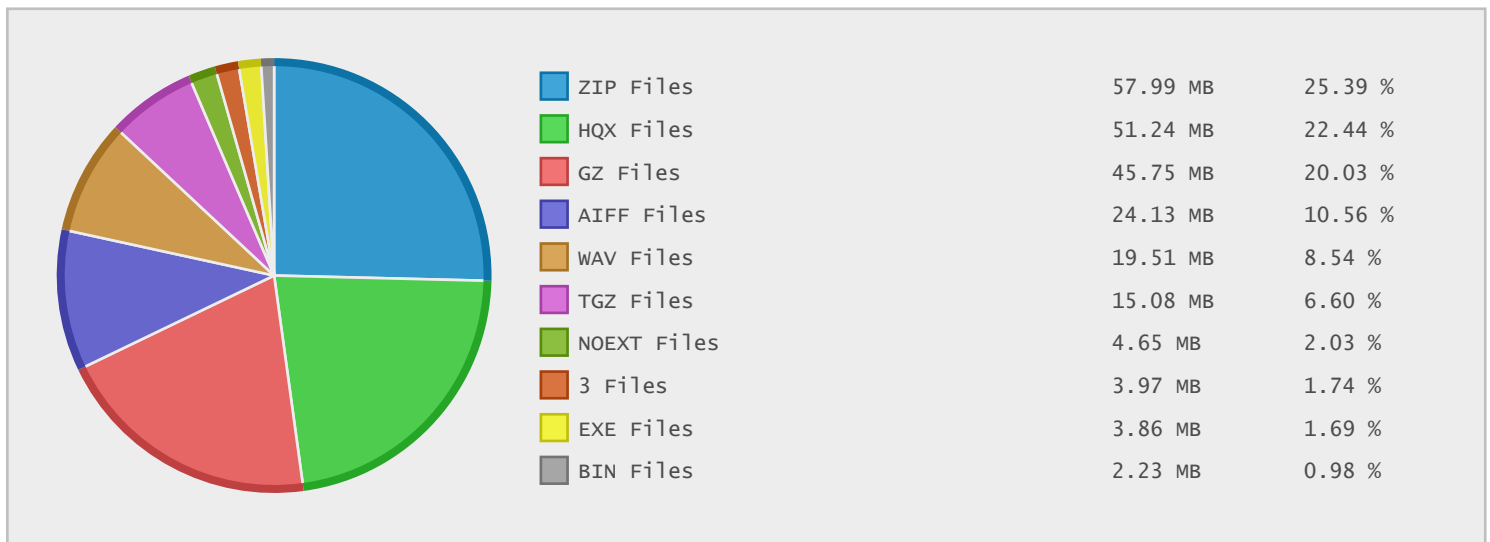 ZIP Files 57.99 MB 25.39 %
HQX Files 51.24 MB 22.44 %
GZ Files 45.75 MB 20.03 %
AIFF Files 24.13 MB 10.56 %
WAV Files 19.51 MB 8.54 %
TGZ Files 15.08 MB 6.60 %
NOEXT Files 4.65 MB 2.03 %
3 Files 3.97 MB 1.74 %
EXE Files 3.86 MB 1.69 %
BIN Files 2.23 MB 0.98 %